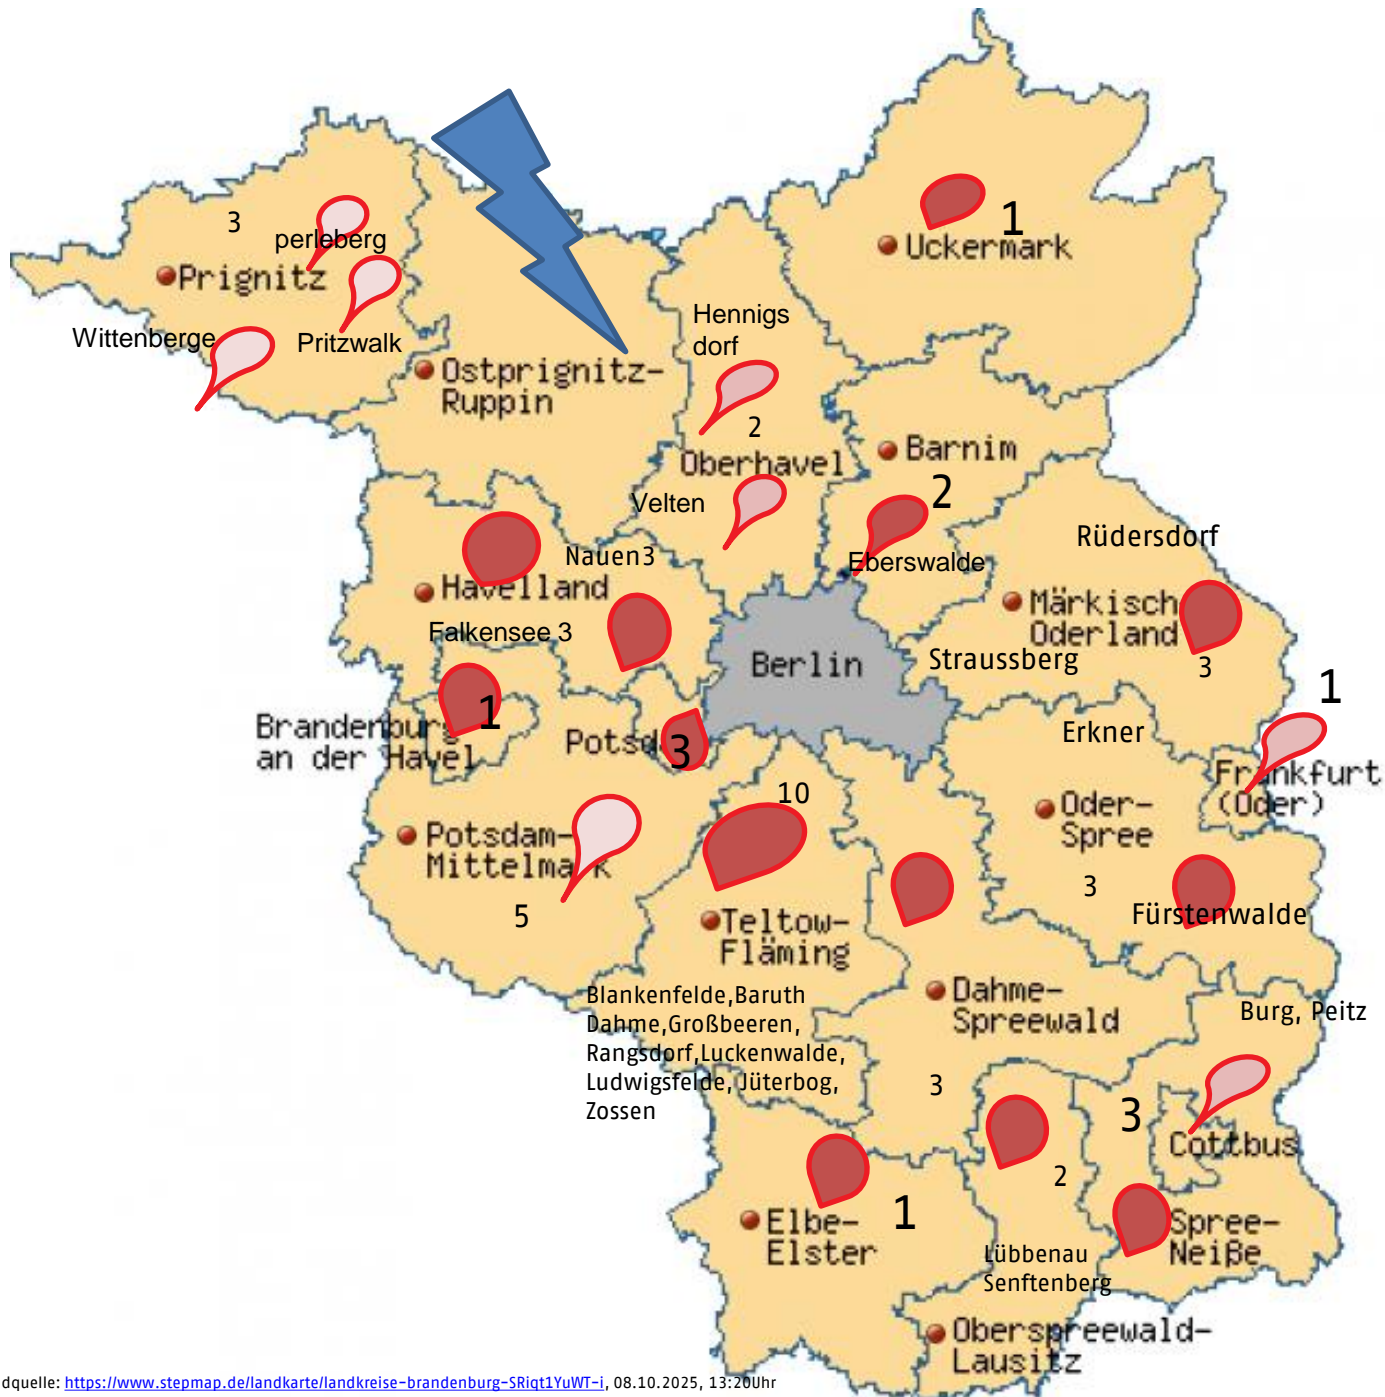 3
perleberg
Prignitz
Wittenberge
Pritzwalk
Ostprignitz-
Ruppin
Hennigs
dorf
2
Oberhavel
Velten
1
Uckermark
Barnim
2
Eberswalde
Rüdersdorf
Märkisch
Oderland
3
Straussberg
Nauen3
Havelland
Falkensee 3
Berlin
1
Brandenburg
an der Havel
Potsda
3
1
Erkner
Frankfurt
(Oder)
Oder-
Spree
3
Fürstenwalde
Potsdam-
Mittelmark
5
10
Teltow-
Fläming
Blankenfelde,Baruth
Dahme,Großbeeren,
Rangsdorf,Luckenwalde,
Ludwigsfelde, Jüterbog,
Zossen
Dahme-
Spreewald
3
Burg, Peitz
3
Cottbus
2
Lübbenau
Senftenberg
Spree-
Neiße
1
Elbe-
Elster
Oberspreewald-
Lausitz
dquelle: https://www.stepmap.de/landkarte/landkreise-brandenburg-SRiqt1YuWT-i, 08.10.2025, 13:20Uhr